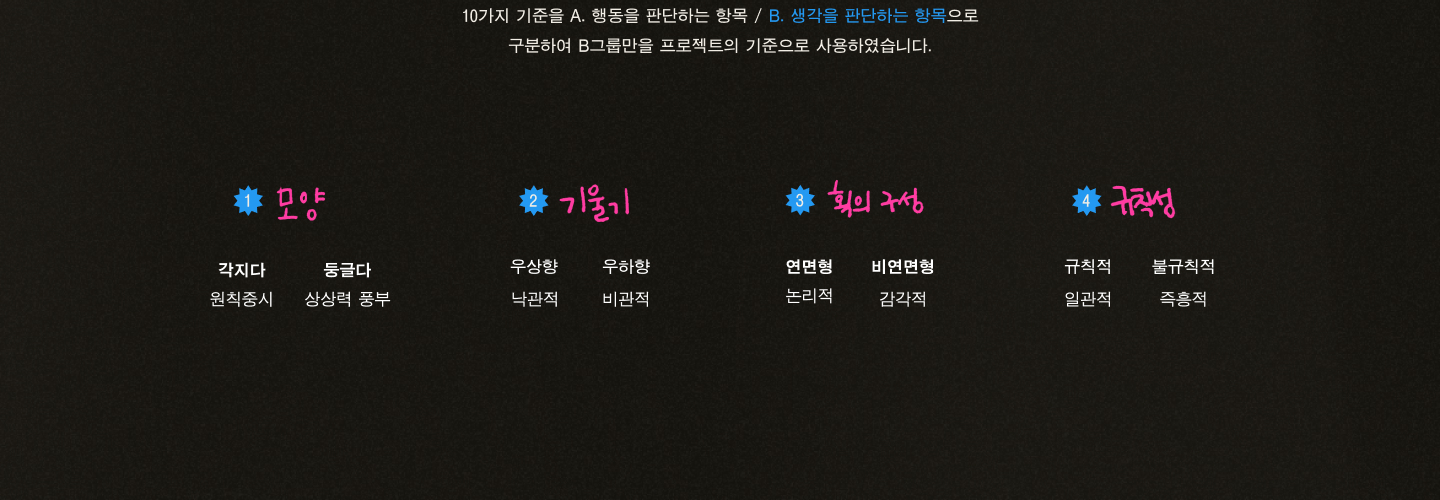 10가지 기준을 A. 행동을 판단하는 항목 / B. 생각을 판단하는 항목으로
구분하여 B그룹만을 프로젝트의 기준으로 사용하였습니다.
1 모양
각지다 둥글다
원칙중시 상상력 풍부
2 기울기
우상향 우하향
낙관적 비관적
3 획의 구성
연면형 비연면형
논리적 감각적
4 규칙성
규칙적 불규칙적
일관적 즉흥적